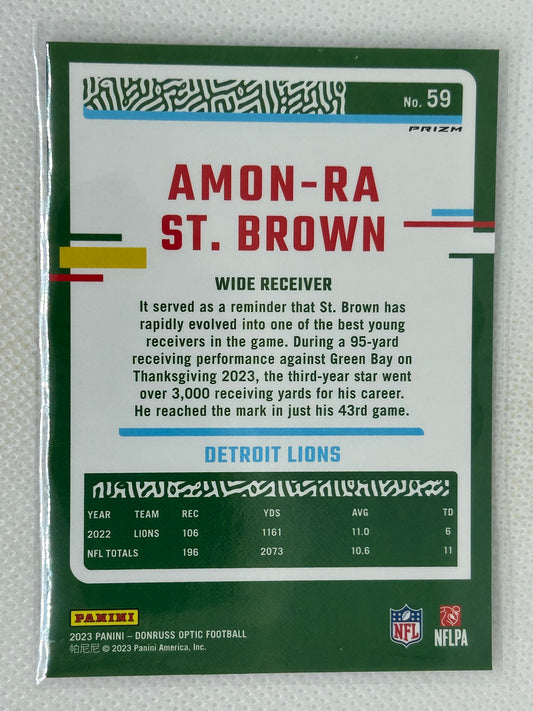 No. 59
PRIZM
AMON-RA
ST. BROWN
WIDE RECEIVER
It served as a reminder that St. Brown has
rapidly evolved into one of the best young
receivers in the game. During a 95-yard
receiving performance against Green Bay on
Thanksgiving 2023, the third-year star went
over 3,000 receiving yards for his career.
He reached the mark in just his 43rd game.
DETROIT LIONS
YEAR TEAM REC YDS AVG TD
2022 LIONS 106 1161 11.0 6
NFL TOTALS 196 2073 10.6 11
PANINI
2023 PANINI – DONRUSS OPTIC FOOTBALL
帕尼尼 © 2023 Panini America, Inc.
NFL
NFLPA